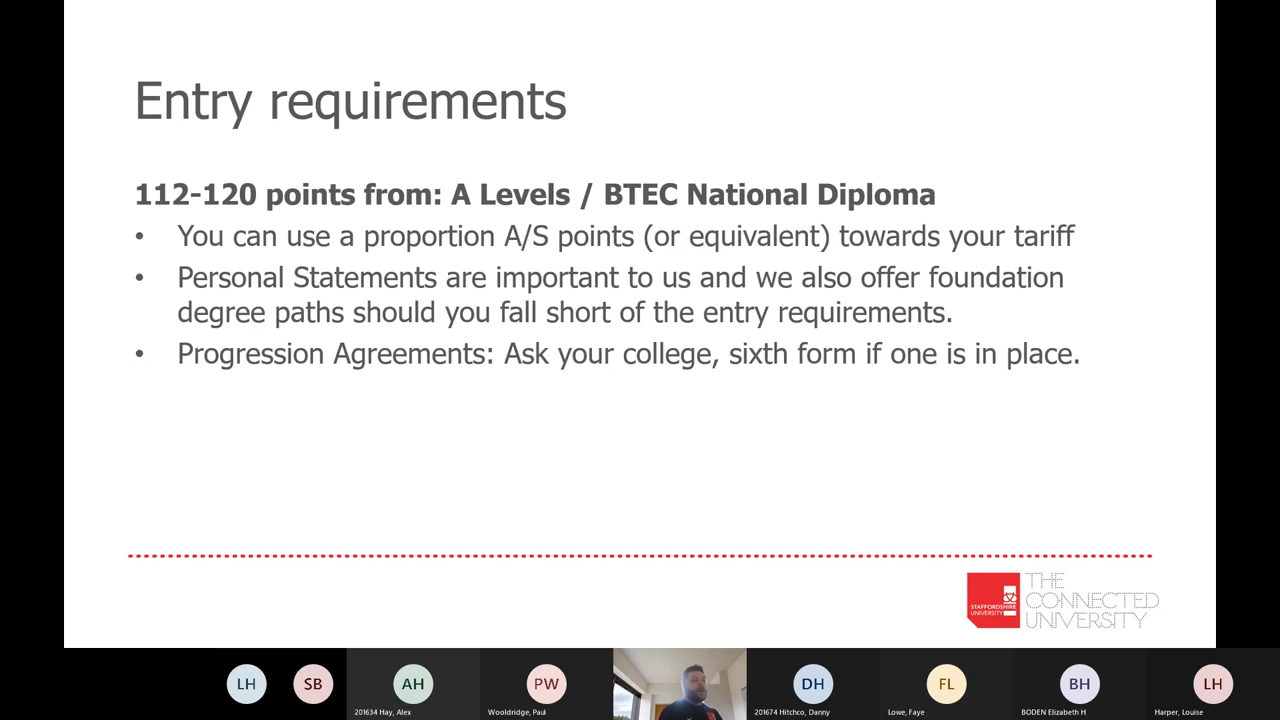 Entry requirements
112-120 points from: A Levels / BTEC National Diploma
• You can use a proportion A/S points (or equivalent) towards your tariff
• Personal Statements are important to us and we also offer foundation
degree paths should you fall short of the entry requirements.
• Progression Agreements: Ask your college, sixth form if one is in place.
STAFFORDSHIRE
UNIVERSITY
THE
CONNECTED
UNIVERSITY
LH
SB
AH
PW
DH
FL
BH
LH
201634 Hay, Alex
Wooldridge, Paul
201674 Hitchco, Danny
Lowe, Faye
BODEN Elizabeth H
Harper, Louise